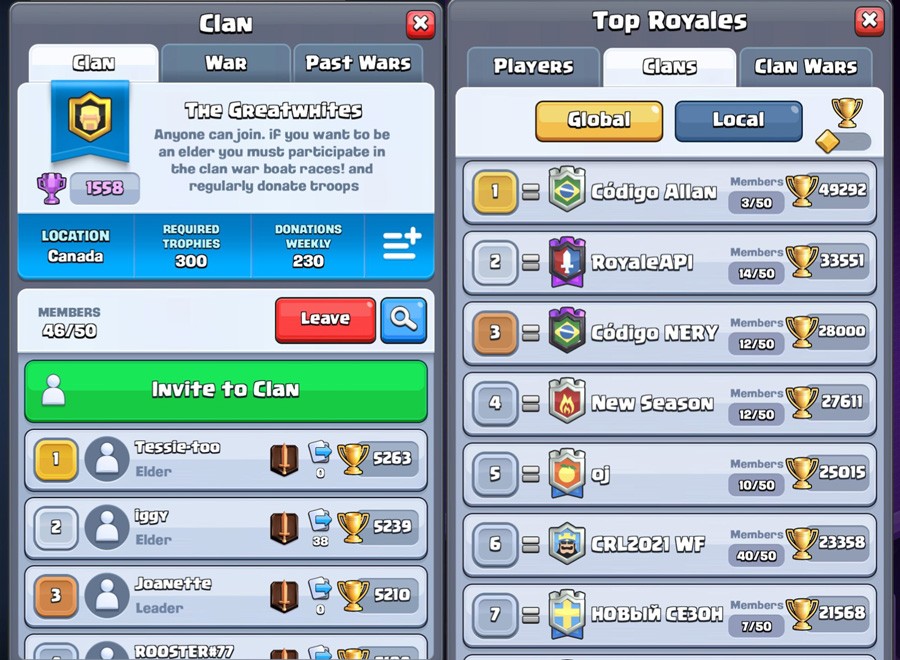 Clan
Clan
War
Past Wars
The Greatwhites
Anyone can join. if you want to be
an elder you must participate in
the clan war boat races! and
regularly donate troops
1558
LOCATION
Canada
REQUIRED
TROPHIES
300
DONATIONS
WEEKLY
230
MEMBERS
46/50
Leave
Invite to Clan
1
Tessie-too
Elder
0
5263
2
iggy
Elder
38
5239
3
Joanette
Leader
0
5210
ROOSTER#77
Top Royales
Players
Clans
Clan Wars
Global
Local
1
Código Allan
Members
3/50
49292
2
RoyaleAPI
Members
14/50
33551
3
Código NERY
Members
12/50
28000
4
New Season
Members
12/50
27611
5
oj
Members
10/50
25015
6
CRL2021 WF
Members
40/50
23358
7
НОВЫЙ СЕЗОН
Members
7/50
21568